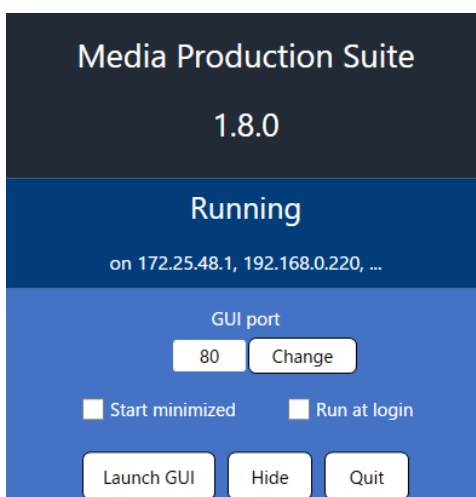 Media Production Suite
1.8.0
Running
on 172.25.48.1, 192.168.0.220, ...
GUI port
80 Change
Start minimized Run at login
Launch GUI Hide Quit